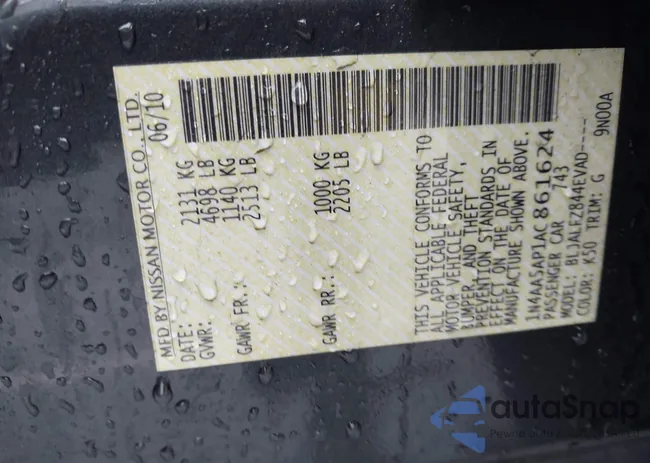 MFD BY NISSAN MOTOR CO., LTD.
DATE: 06/10
GVWR: 2131 KG
4698 LB
GAWR FR.: 1140 KG
2513 LB
GAWR RR.: 1000 KG
2205 LB
THIS VEHICLE CONFORMS TO
ALL APPLICABLE FEDERAL
MOTOR VEHICLE SAFETY,
BUMPER, AND THEFT
PREVENTION STANDARDS IN
EFFECT ON THE DATE OF
MANUFACTURE SHOWN ABOVE.
1N4AA5AP1AC861624
PASSENGER CAR 743
MODEL: BLJALFZB44EVAD----
COLOR: K50 TRIM: G 9N00A
autoSnap